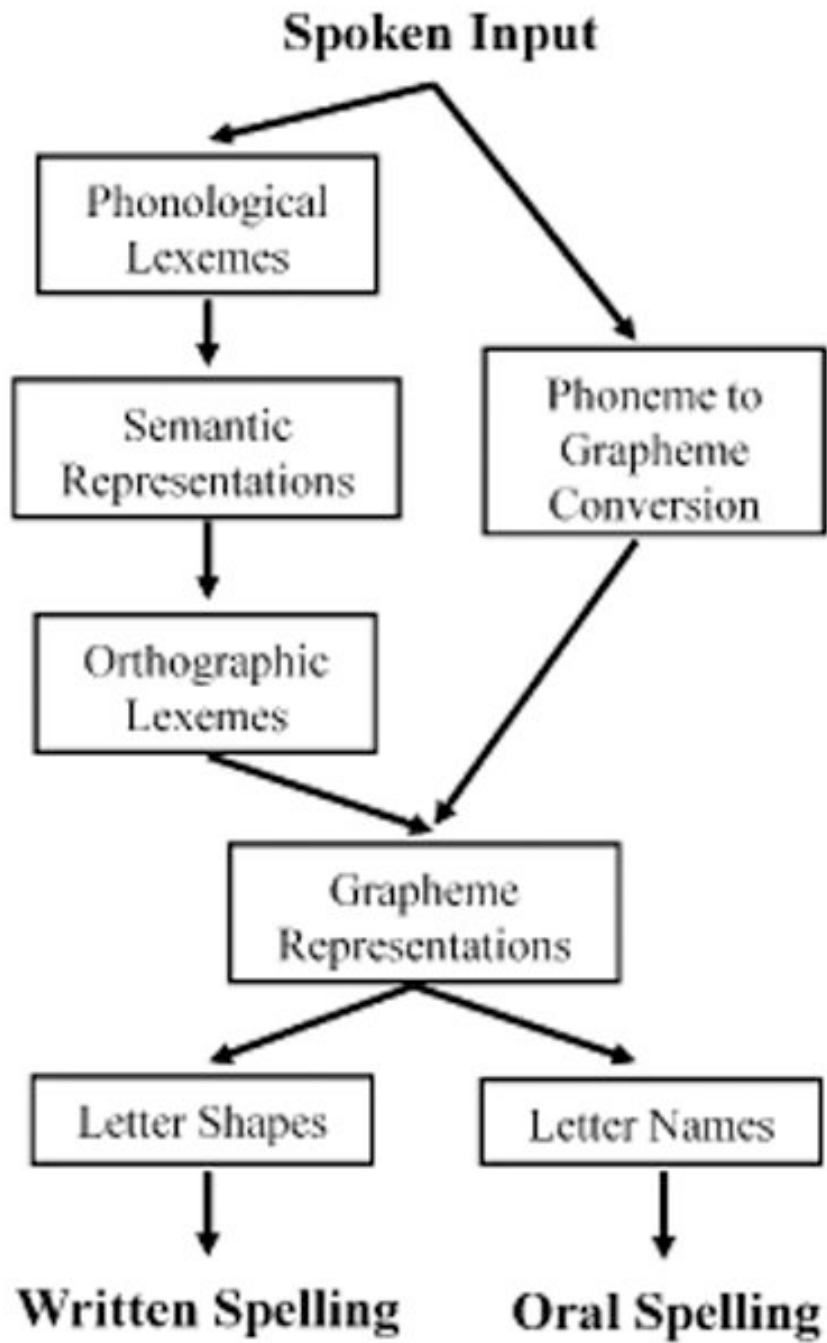 Spoken Input
Phonological
Lexemes
Semantic
Representations
Phoneme to
Grapheme
Conversion
Orthographic
Lexemes
Grapheme
Representations
Letter Shapes
Letter Names
Written Spelling
Oral Spelling